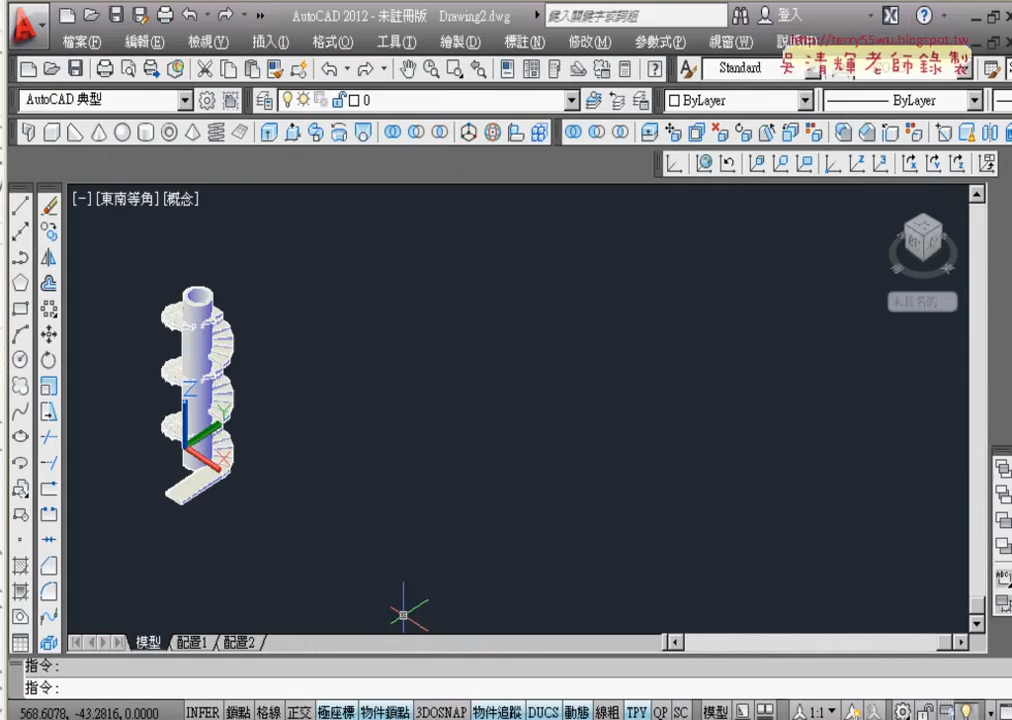 AutoCAD 2012 - 未註冊版 Drawing2.dwg 鍵入關鍵字或詞組 登入
http://terry55wu.blogspot.tw
檔案(F) 編輯(E) 檢視(V) 插入(I) 格式(O) 工具(T) 繪製(D) 標註(N) 修改(M) 參數式(P) 視窗(W)
吳清輝老師錄製
Standard
AutoCAD 典型 0 ByLayer ByLayer
[-][東南等角][概念]
Z
Y
X
模型 配置1 配置2
指令:
指令:
568.6078, -43.2816, 0.0000 INFER 鎖點 格線 正交 極座標 物件鎖點 3DOSNAP 物件追蹤 DUCS 動態 線粗 TPY QP SC 模型 1:1